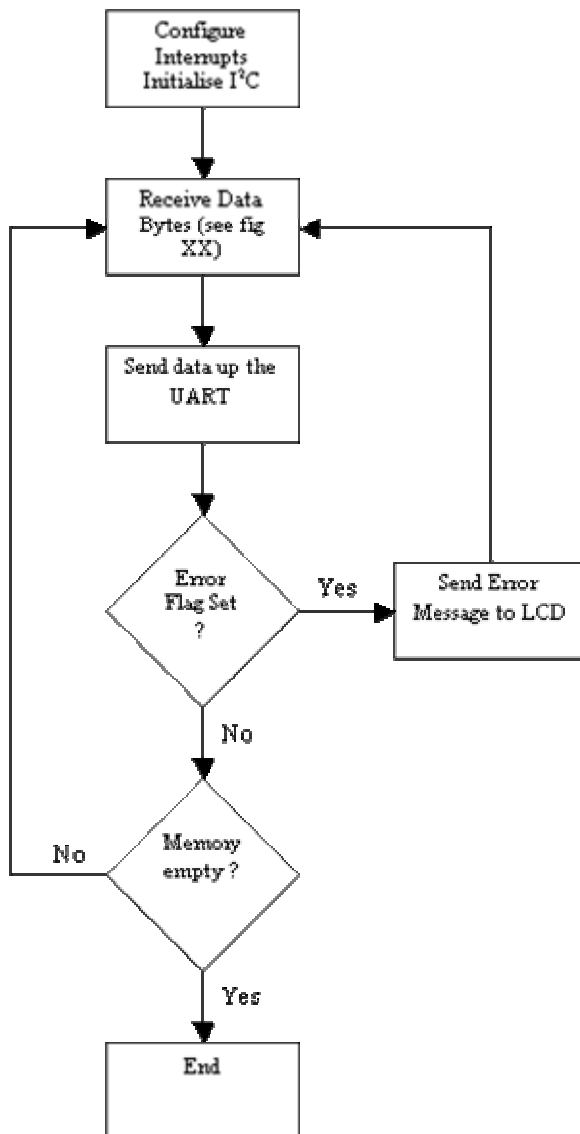 Configure
Interrupts
Initialise I²C
Receive Data
Bytes (see fig
XX)
Send data up the
UART
Error
Flag Set
?
Yes
Send Error
Message to LCD
No
Memory
empty ?
No
Yes
End